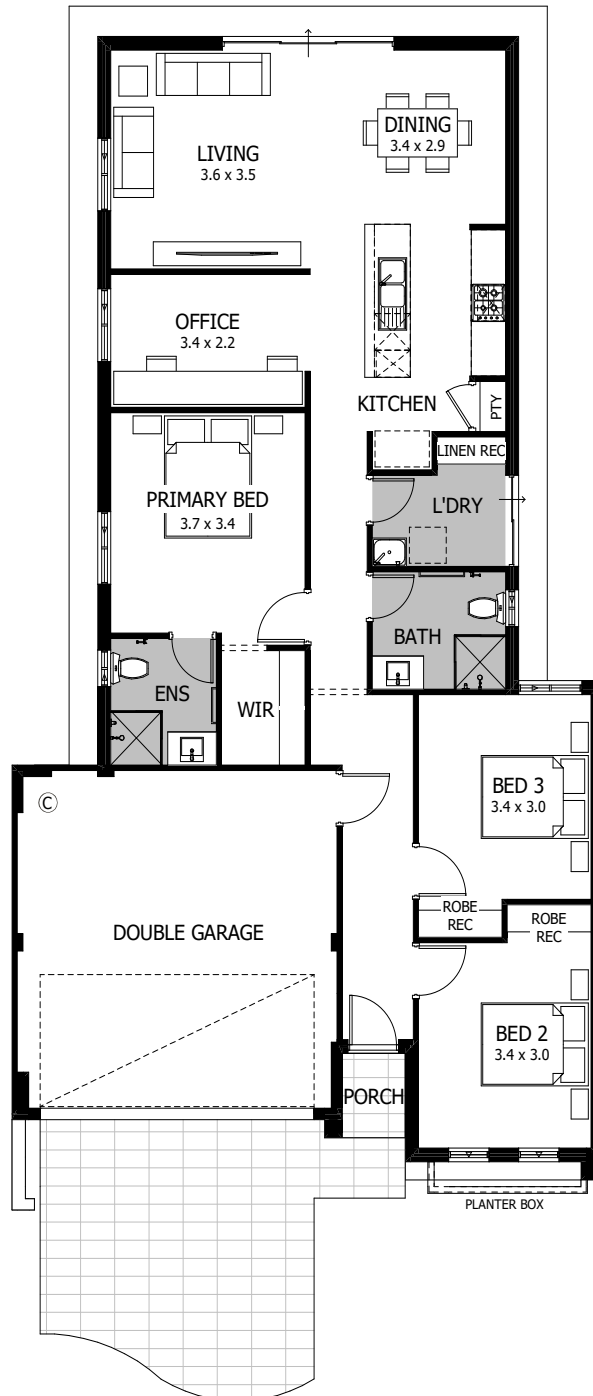 DINING
3.4 x 2.9
LIVING
3.6 x 3.5
OFFICE
3.4 x 2.2
KITCHEN
PTY
LINEN REC
L'DRY
PRIMARY BED
3.7 x 3.4
BATH
ENS
WIR
BED 3
3.4 x 3.0
©
ROBE
REC
ROBE
REC
DOUBLE GARAGE
BED 2
3.4 x 3.0
PORCH
PLANTER BOX